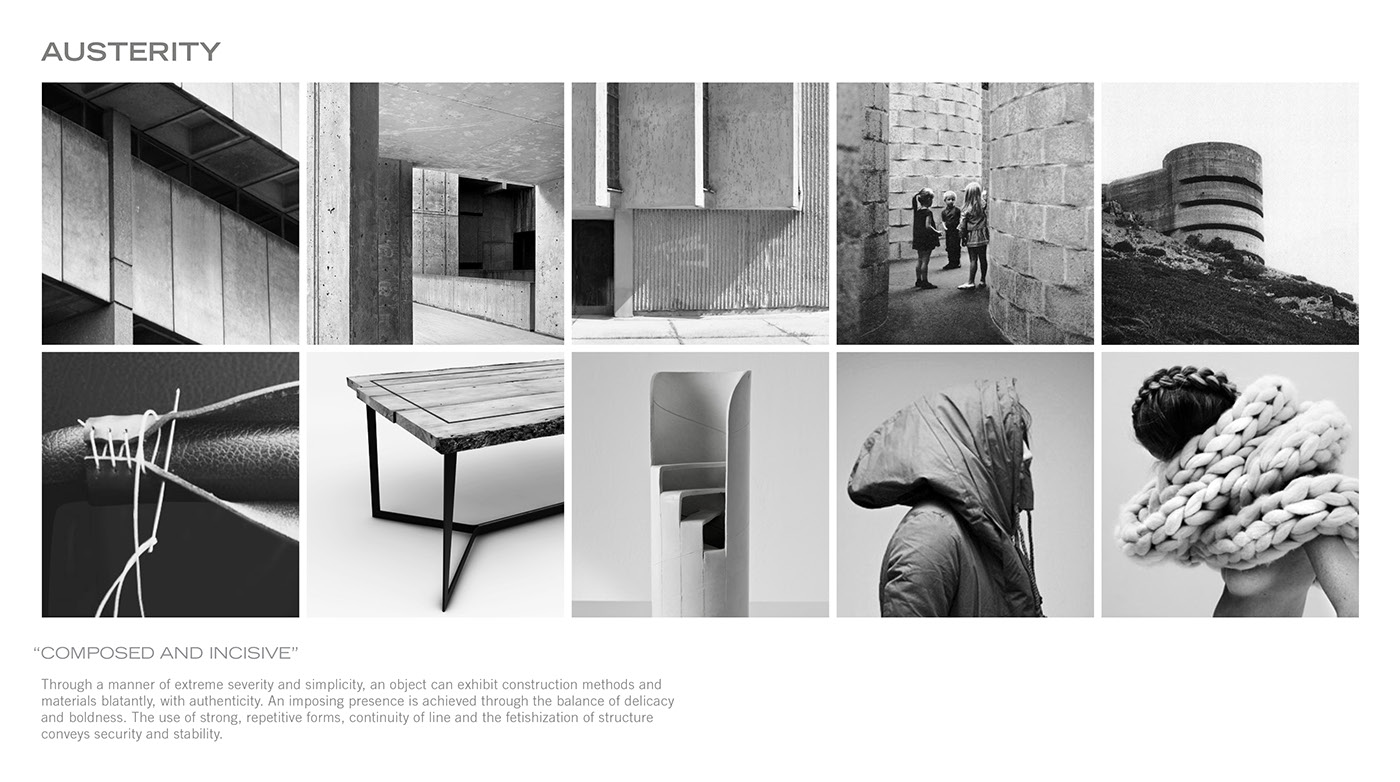 AUSTERITY
“COMPOSED AND INCISIVE”
Through a manner of extreme severity and simplicity, an object can exhibit construction methods and
materials blatantly, with authenticity. An imposing presence is achieved through the balance of delicacy
and boldness. The use of strong, repetitive forms, continuity of line and the fetishization of structure
conveys security and stability.